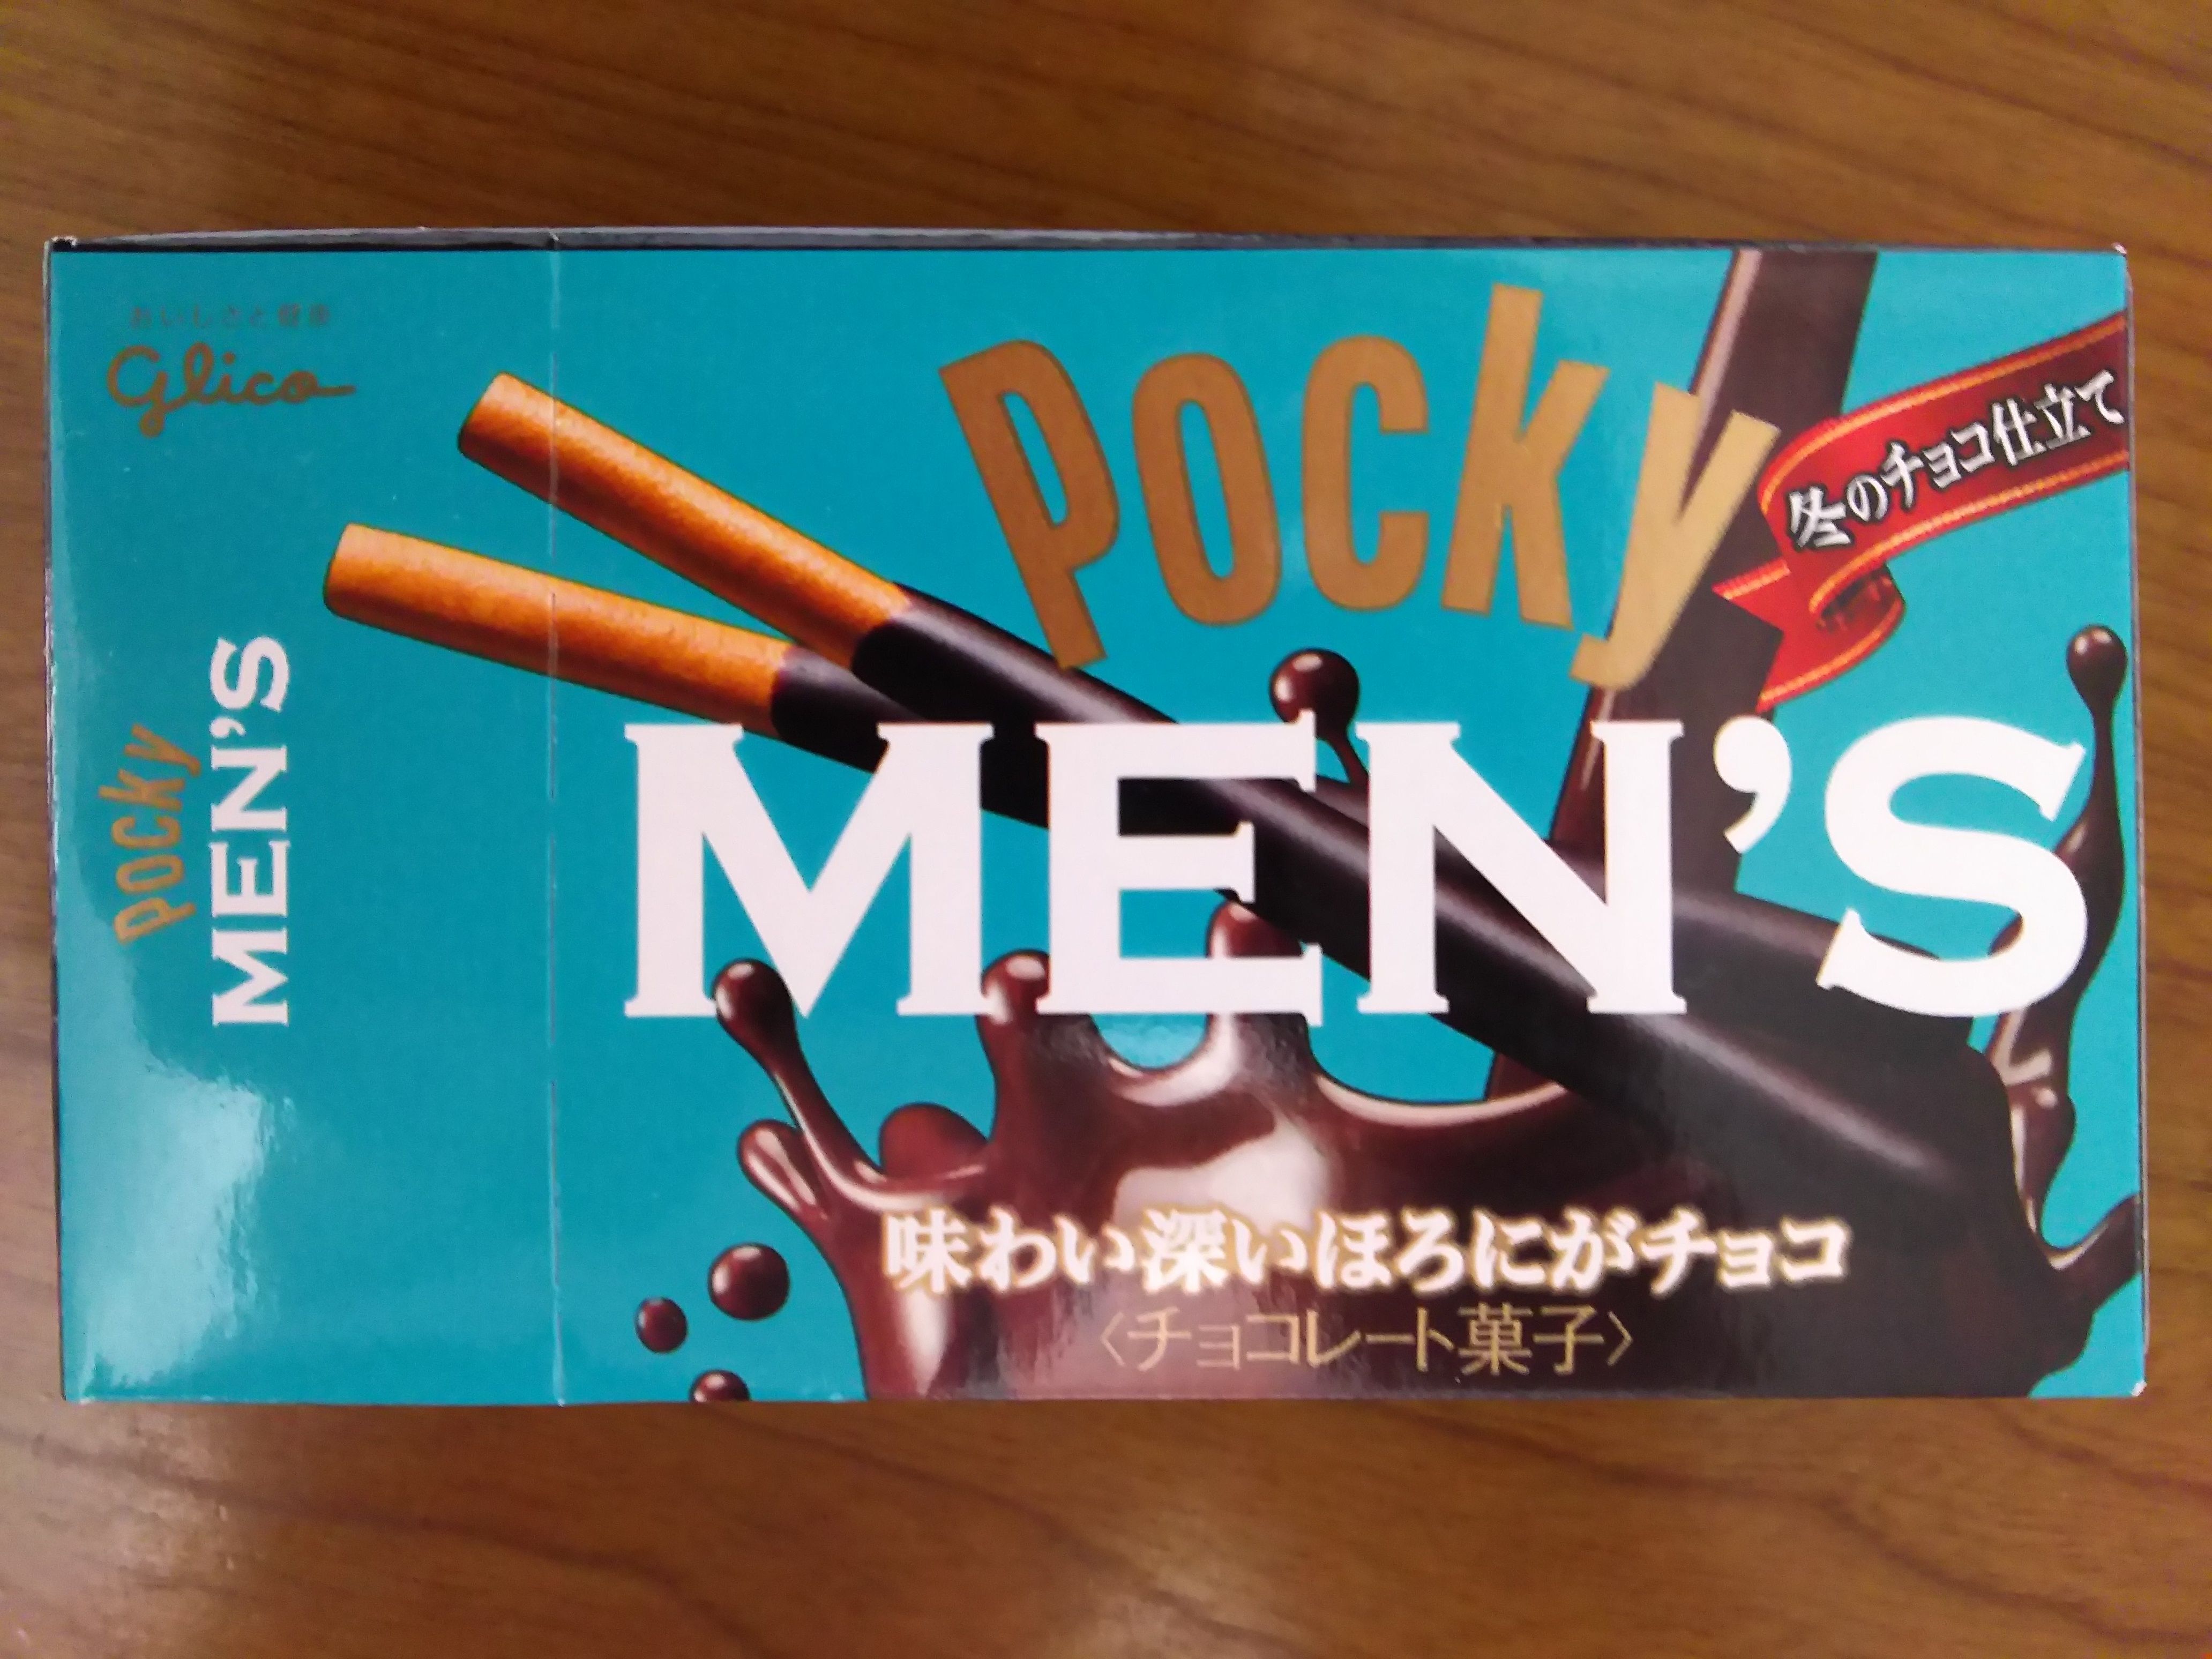 おいしさと健康
glico
pocky
MEN'S
pocky
冬のチョコ仕立て
MEN'S
味わい深いほろにがチョコ
〈チョコレート菓子〉